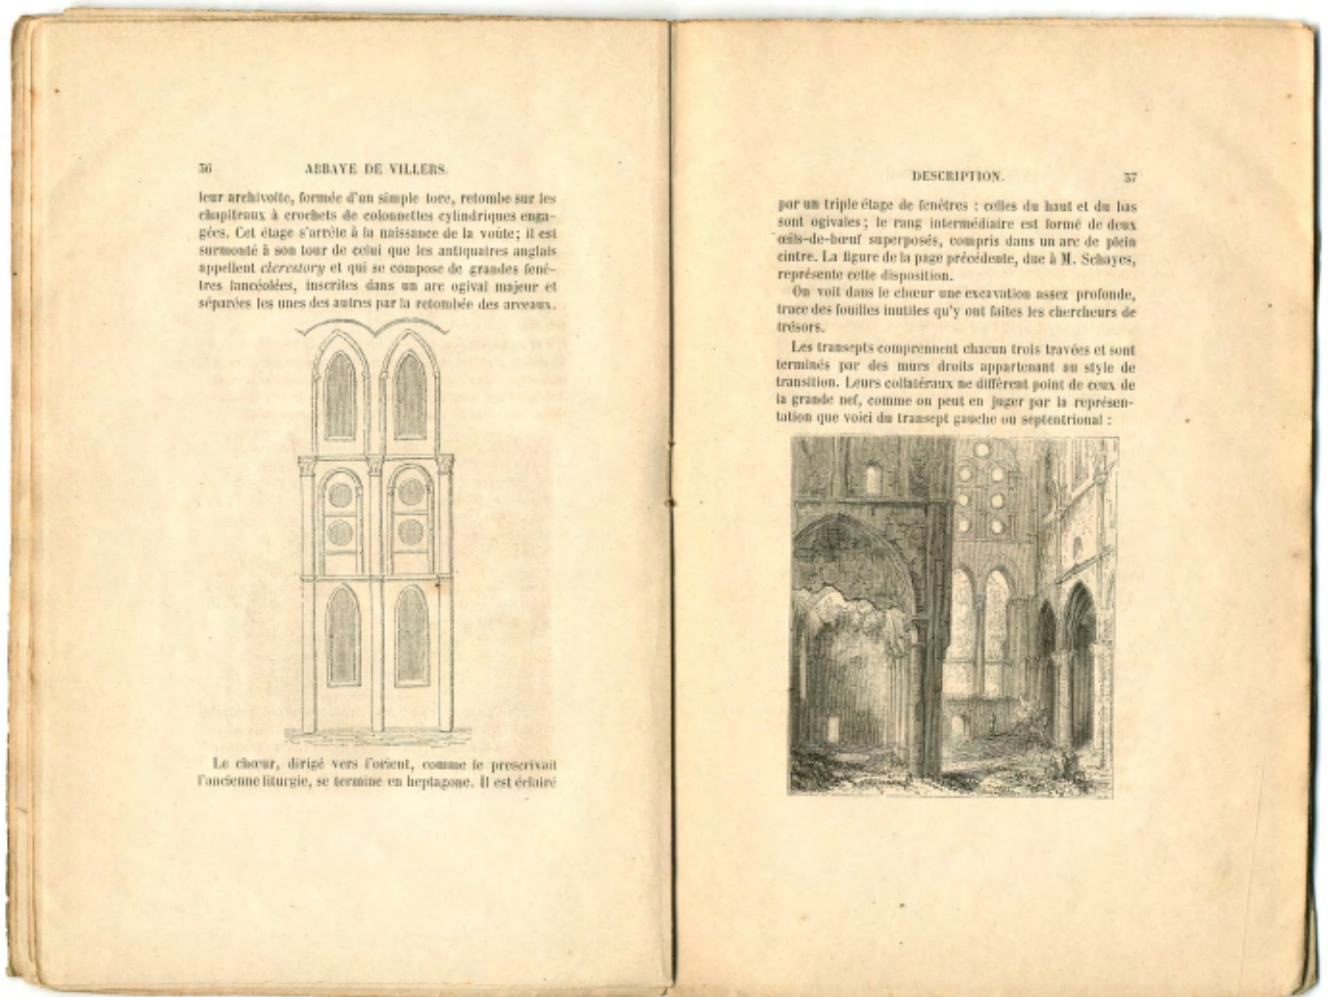 36
ABBAYE DE VILLERS.
leur archivolte, formée d'un simple tore, retombe sur les
chapiteaux à crochets de colonnettes cylindriques enga-
gées. Cet étage s'arrête à la naissance de la voûte; il est
surmonté à son tour de celui que les antiquaires anglais
appellent clerestory et qui se compose de grandes fenê-
tres lancéolées, inscrites dans un arc ogival majeur et
séparées les unes des autres par la retombée des arceaux.
Le chœur, dirigé vers l'orient, comme le prescrivait
l'ancienne liturgie, se termine en heptagone. Il est éclairé
DESCRIPTION.
37
par un triple étage de fenêtres : celles du haut et du bas
sont ogivales; le rang intermédiaire est formé de deux
œils-de-bœuf superposés, compris dans un arc de plein
cintre. La figure de la page précédente, due à M. Schayes,
représente cette disposition.
On voit dans le chœur une excavation assez profonde,
trace des fouilles inutiles qu'y ont faites les chercheurs de
trésors.
Les transepts comprennent chacun trois travées et sont
terminés par des murs droits appartenant au style de
transition. Leurs collatéraux ne diffèrent point de ceux de
la grande nef, comme on peut en juger par la représen-
tation que voici du transept gauche ou septentrional :